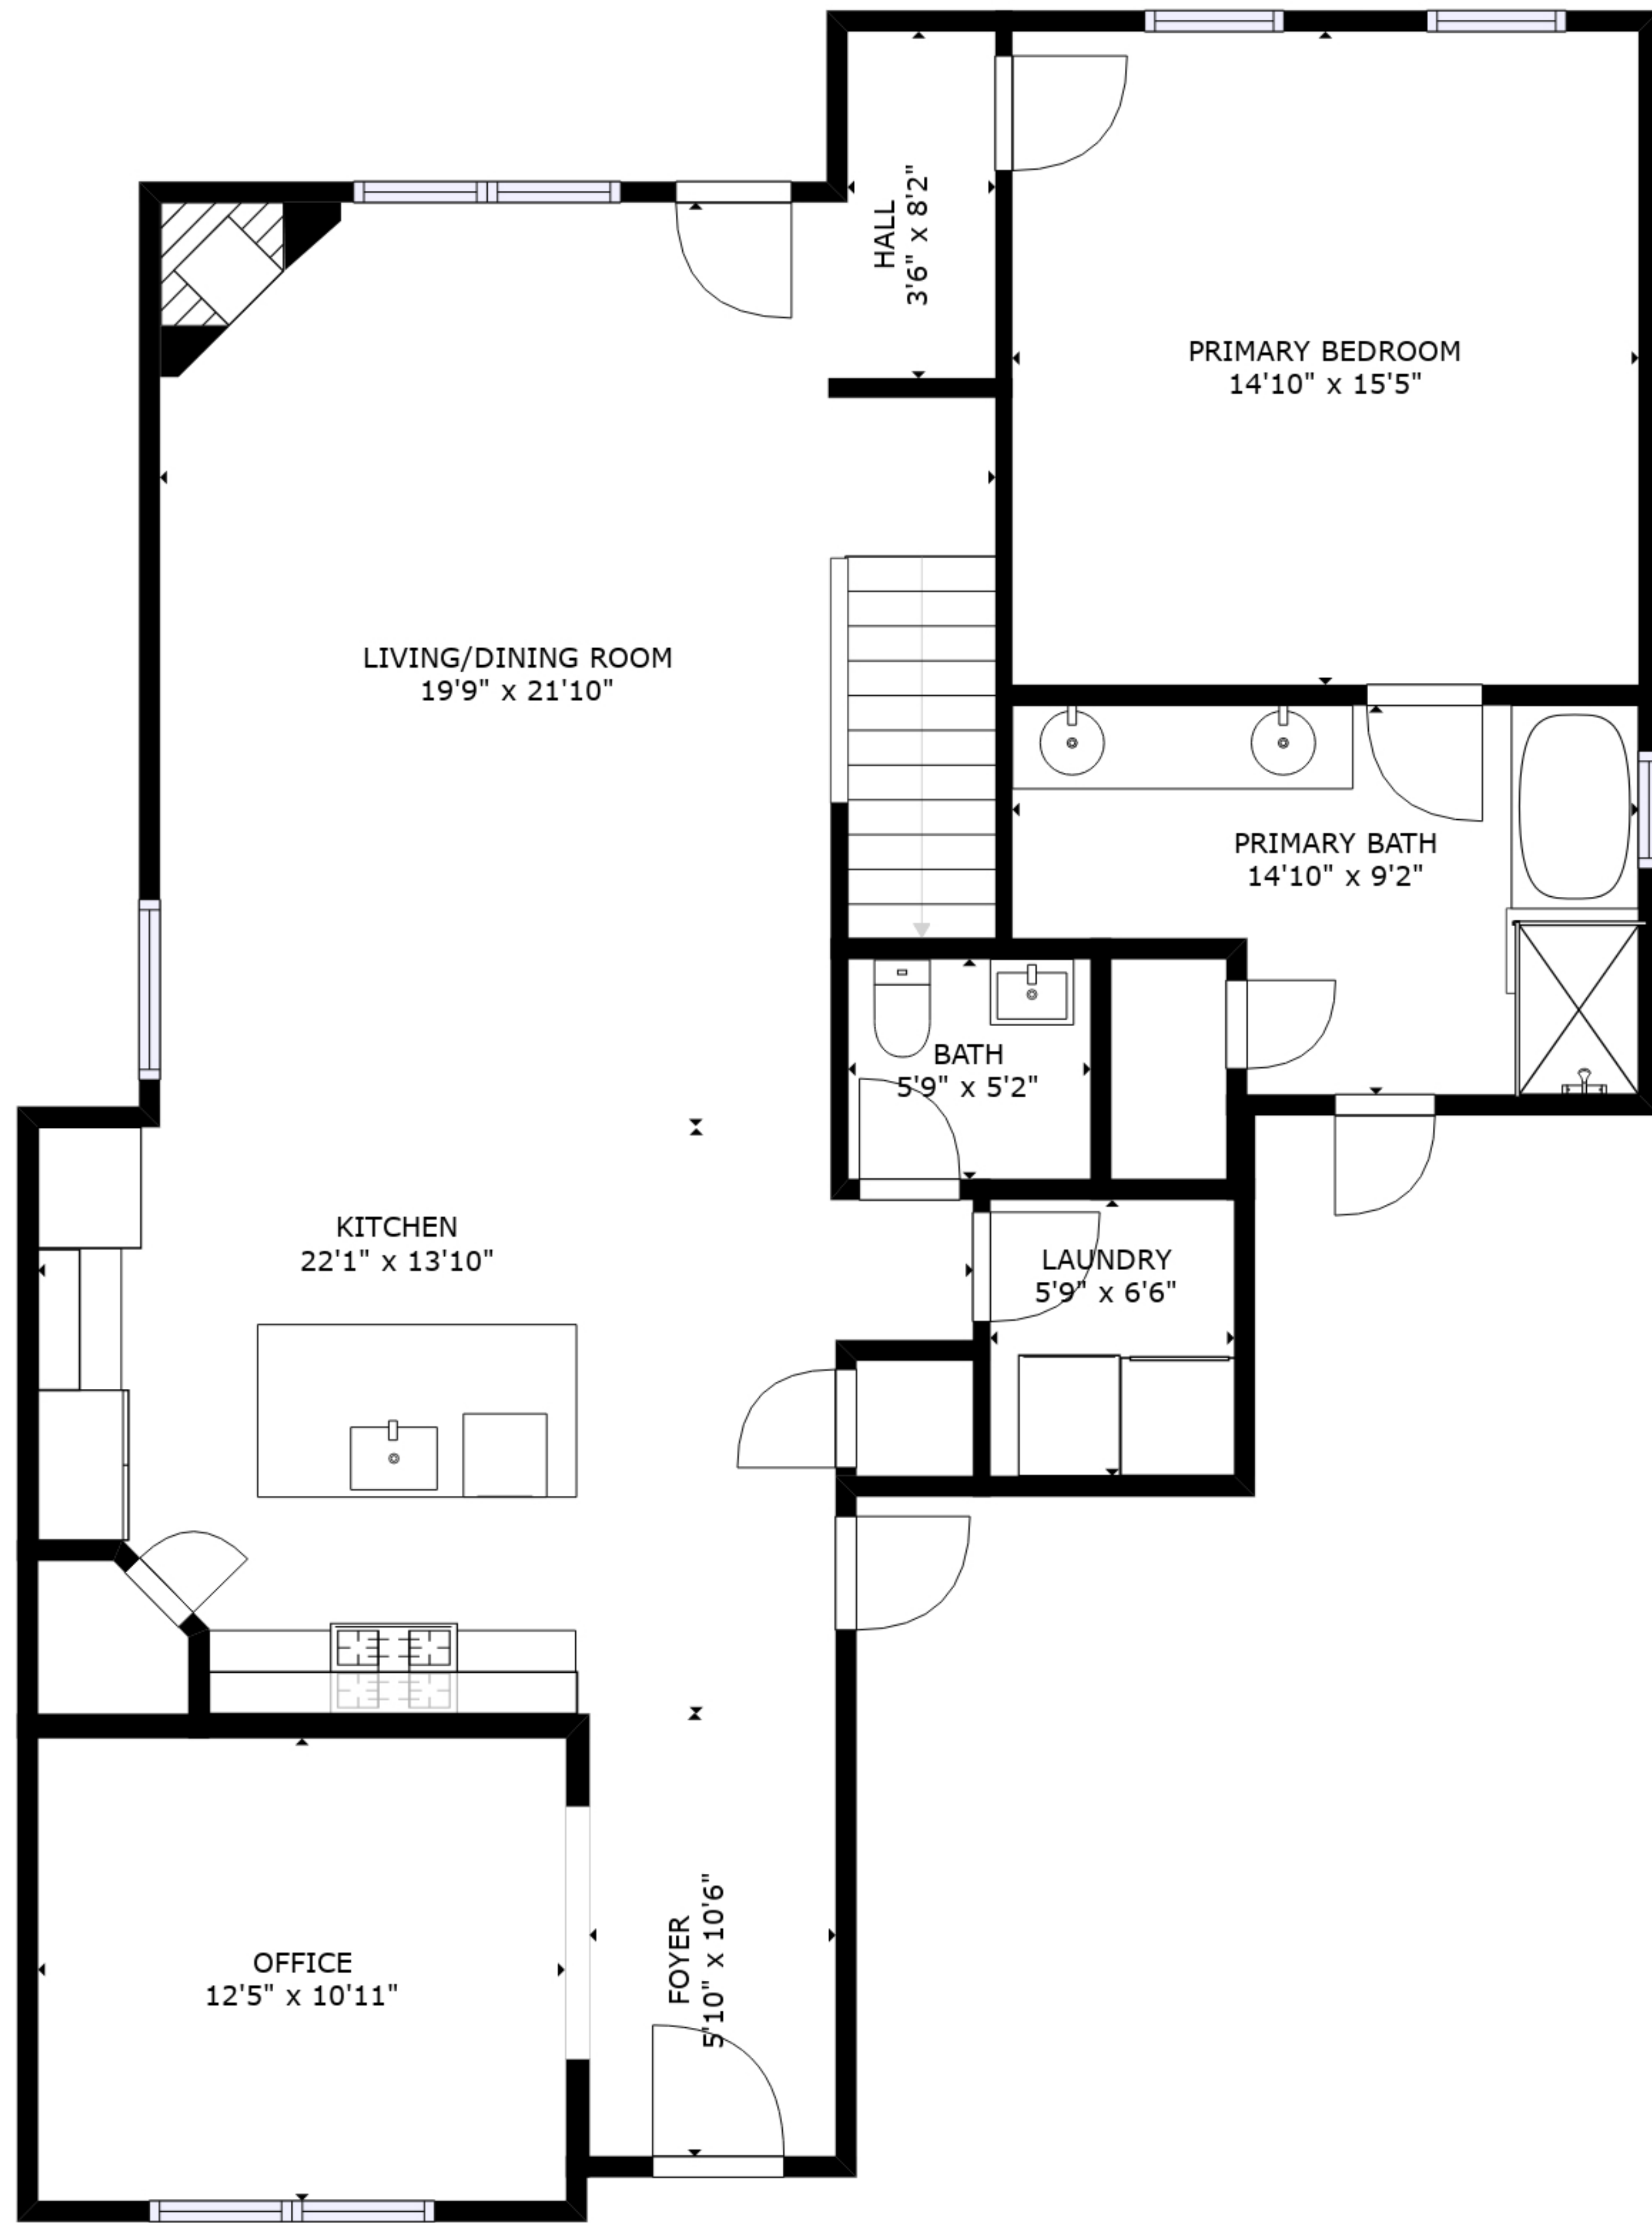 HALL
3'6" x 8'2"
PRIMARY BEDROOM
14'10" x 15'5"
LIVING/DINING ROOM
19'9" x 21'10"
PRIMARY BATH
14'10" x 9'2"
BATH
5'9" x 5'2"
KITCHEN
22'1" x 13'10"
LAUNDRY
5'9" x 6'6"
FOYER
5'10" x 10'6"
OFFICE
12'5" x 10'11"